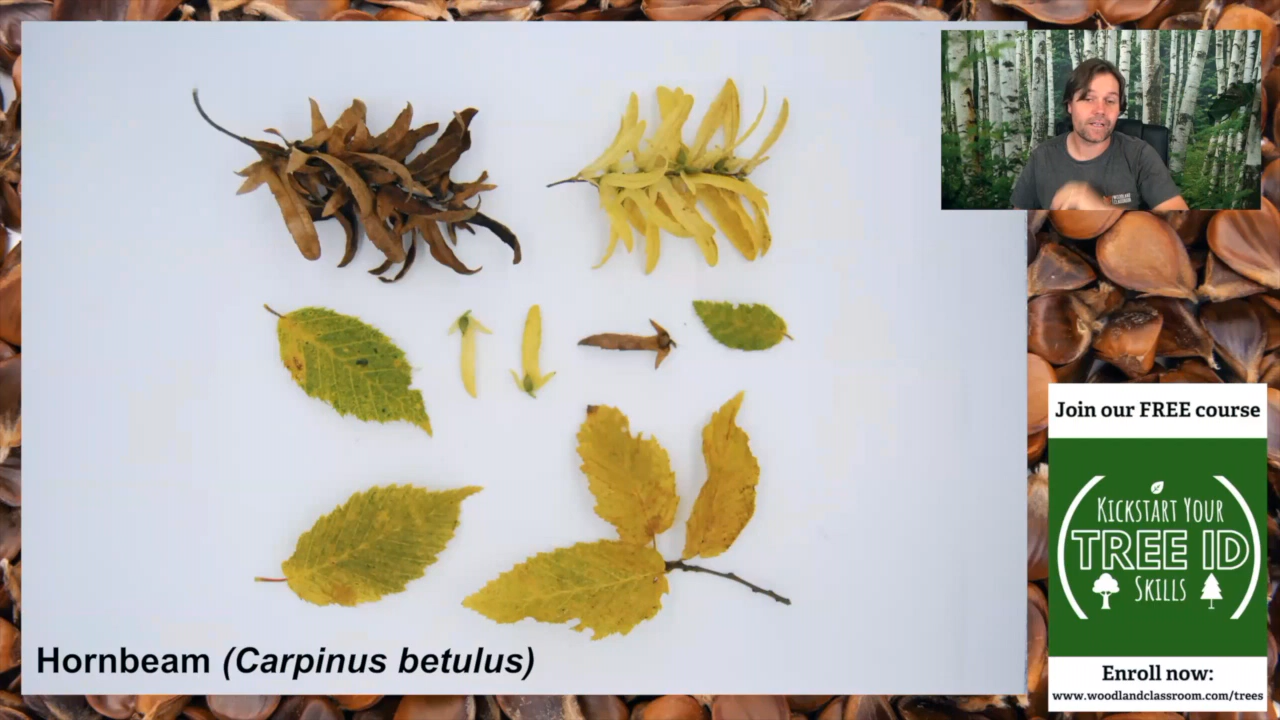 Join our FREE course
KICKSTART YOUR
TREE ID
SKILLS
Hornbeam (Carpinus betulus)
Enroll now:
www.woodlandclassroom.com/trees